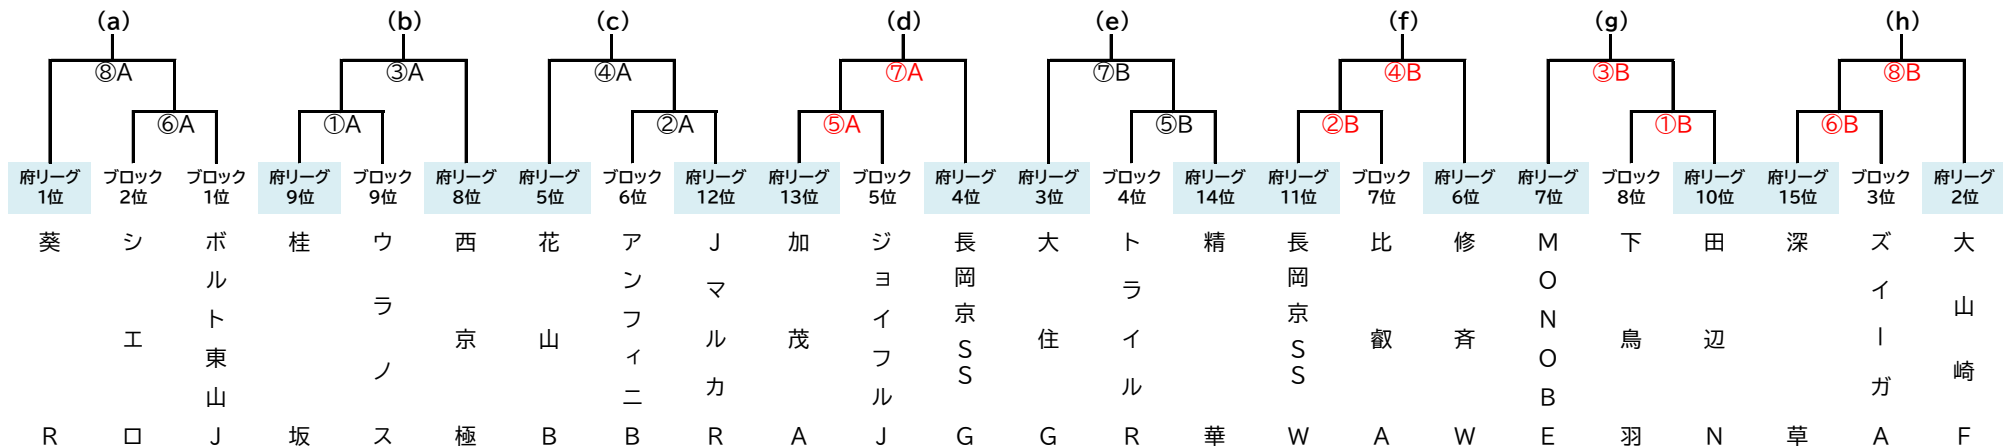 (a) (b) (c) (d) (e) (f) (g) (h)
⑧A ③A ④A ⑦A ⑦B ④B ③B ⑧B
⑥A ①A ②A ⑤A ⑤B ②B ①B ⑥B
府リーグ ブロック ブロック 府リーグ ブロック 府リーグ 府リーグ ブロック 府リーグ 府リーグ ブロック 府リーグ 府リーグ ブロック 府リーグ 府リーグ ブロック 府リーグ 府リーグ ブロック 府リーグ 府リーグ ブロック 府リーグ
1位 2位 1位 9位 9位 8位 5位 6位 12位 13位 5位 4位 3位 4位 14位 11位 7位 6位 7位 8位 10位 15位 3位 2位
葵R
シエロ
ボルト東山J
桂坂
ウラノス
西京極
花山B
アンフィニB
JマルカR
加茂A
ジョイフルJ
長岡京SSG
大住G
トライルR
精華
長岡京SSW
比叡A
修斉W
MONOBE
下鳥羽
田辺N
深草
ズイーガA
大山崎F